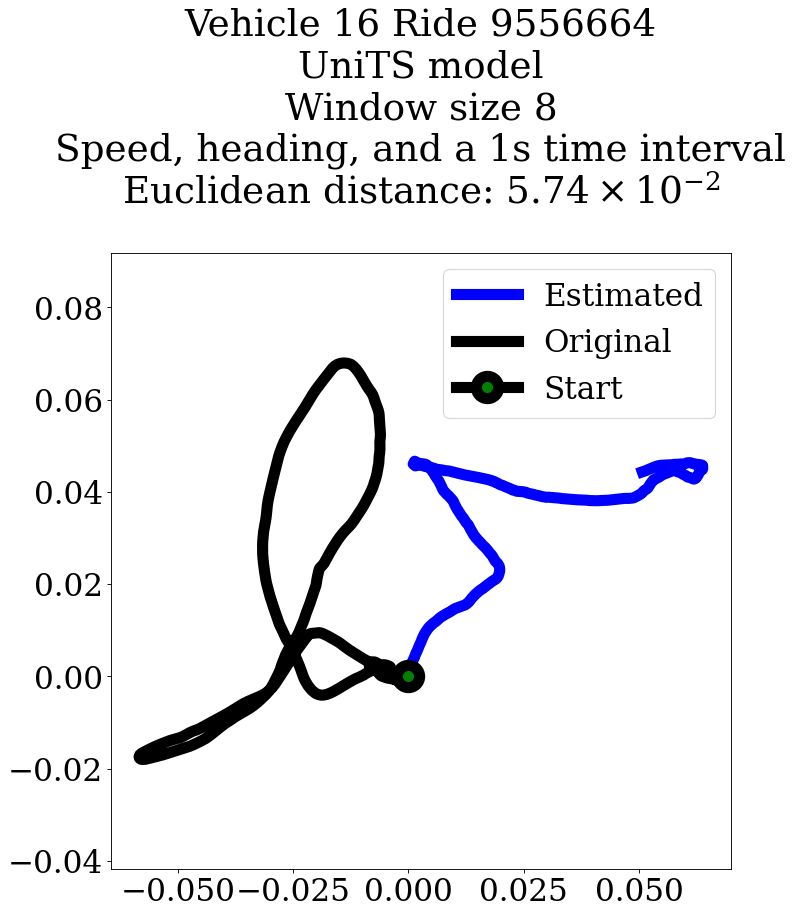 Vehicle 16 Ride 9556664
UniTS model
Window size 8
Speed, heading, and a 1s time interval
Euclidean distance: 5.74 × 10⁻²
Estimated
Original
Start
0.08
0.06
0.04
0.02
0.00
−0.02
−0.04
−0.050 −0.025 0.000 0.025 0.050